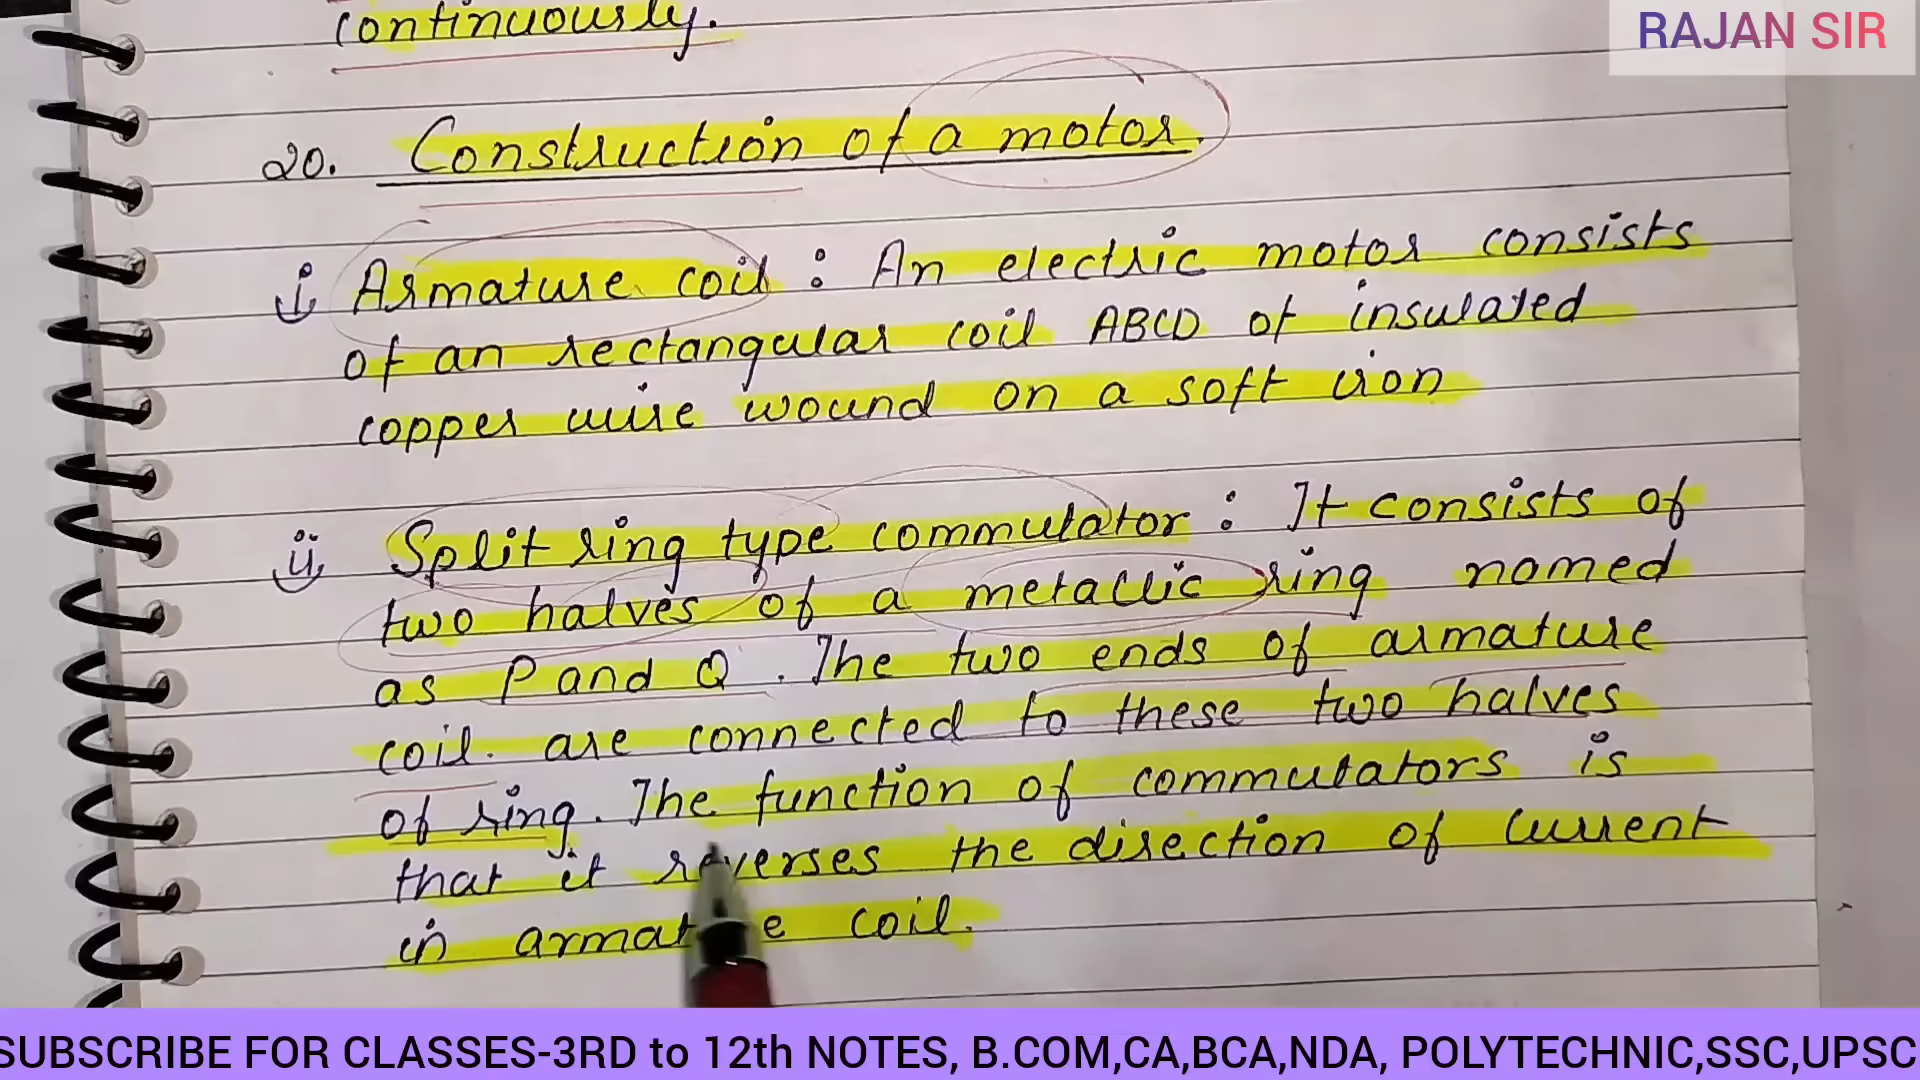 continuously.
RAJAN SIR
20. Construction of a motor.
i Armature coil : An electric motor consists
of an rectangular coil ABCD of insulated
copper wire wound on a soft iron
ii Split ring type commutator : It consists of
two halves of a metallic ring named
as P and Q. The two ends of armature
coil. are connected to these two halves
of ring. The function of commutators is
that it reverses the direction of current
in armature coil.
SUBSCRIBE FOR CLASSES-3RD to 12th NOTES, B.COM,CA,BCA,NDA, POLYTECHNIC,SSC,UPSC